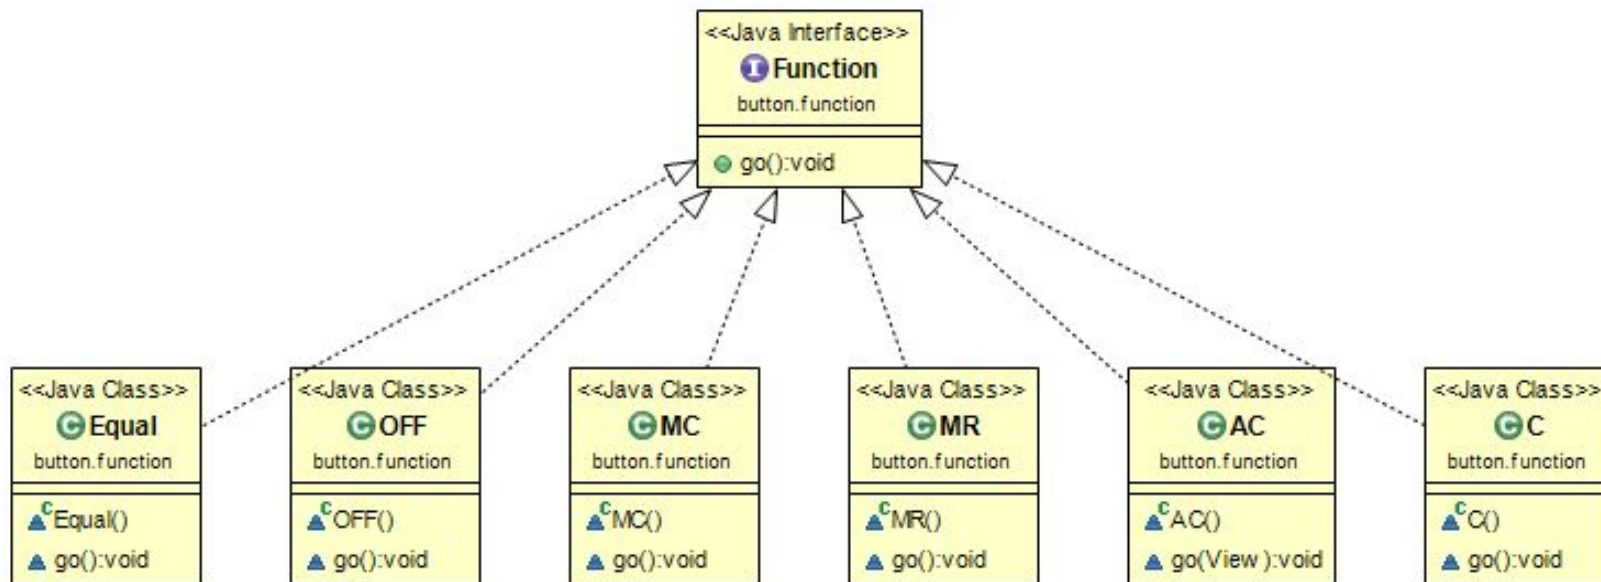 <<Java Interface>>
Function
button.function
go():void
<<Java Class>>
Equal
button.function
Equal()
go():void
<<Java Class>>
OFF
button.function
OFF()
go():void
<<Java Class>>
MC
button.function
MC()
go():void
<<Java Class>>
MR
button.function
MR()
go():void
<<Java Class>>
AC
button.function
AC()
go(View):void
<<Java Class>>
C
button.function
C()
go():void